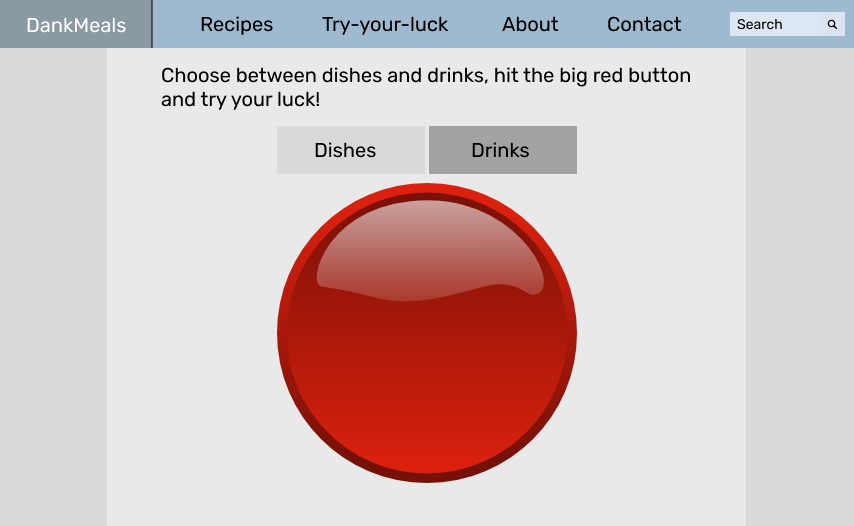 DankMeals
Recipes
Try-your-luck
About
Contact
Search
Choose between dishes and drinks, hit the big red button
and try your luck!
Dishes
Drinks